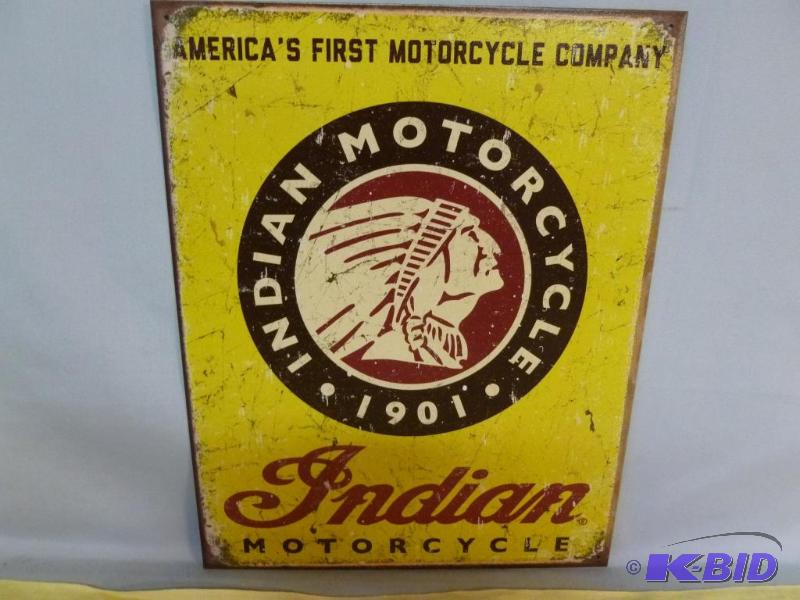 AMERICA'S FIRST MOTORCYCLE COMPANY
INDIAN MOTORCYCLE
• 1901 •
Indian®
MOTORCYCLE
© K-BID